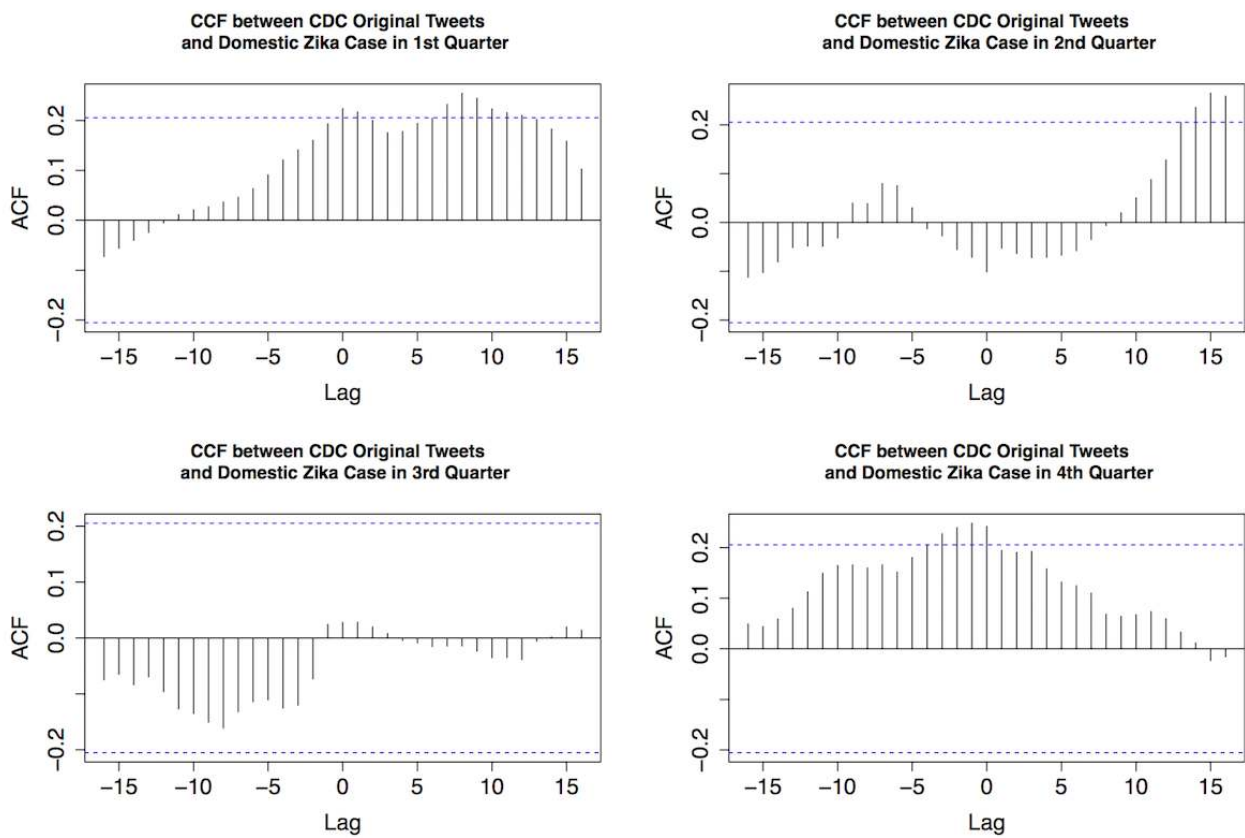 CCF between CDC Original Tweets
and Domestic Zika Case in 1st Quarter
ACF
0.2
0.1
0.0
−0.2
−15 −10 −5 0 5 10 15
Lag
CCF between CDC Original Tweets
and Domestic Zika Case in 2nd Quarter
ACF
0.2
0.1
0.0
−0.2
−15 −10 −5 0 5 10 15
Lag
CCF between CDC Original Tweets
and Domestic Zika Case in 3rd Quarter
ACF
0.2
0.1
0.0
−0.2
−15 −10 −5 0 5 10 15
Lag
CCF between CDC Original Tweets
and Domestic Zika Case in 4th Quarter
ACF
0.2
0.1
0.0
−0.2
−15 −10 −5 0 5 10 15
Lag